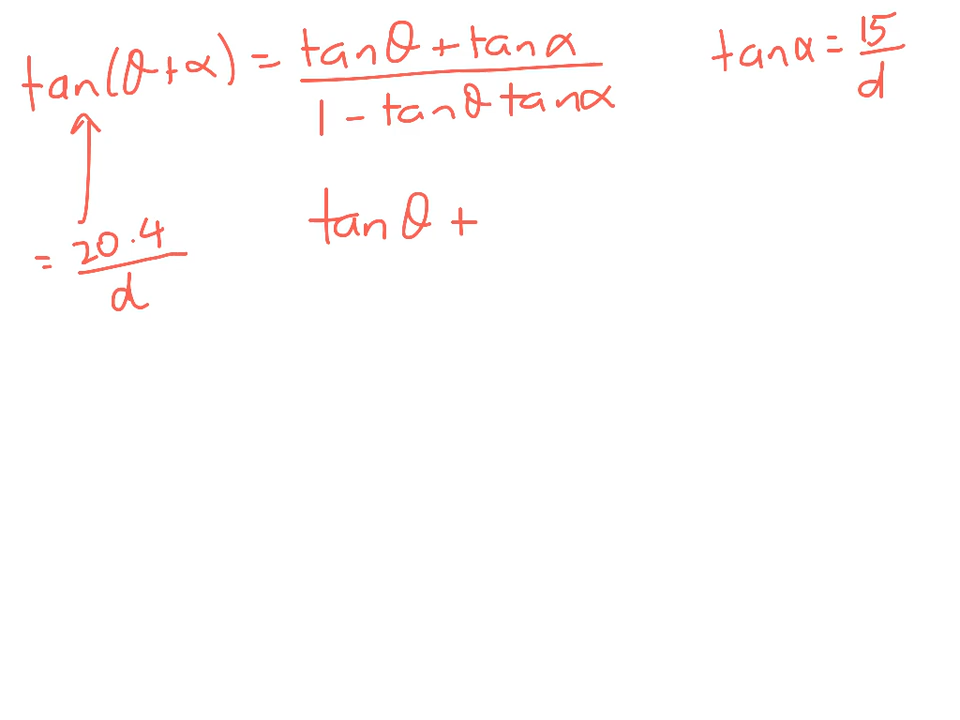 tan(θ+α) = (tanθ + tanα)/(1 - tanθ tanα)
tanα = 15/d
= 20.4/d
tanθ +